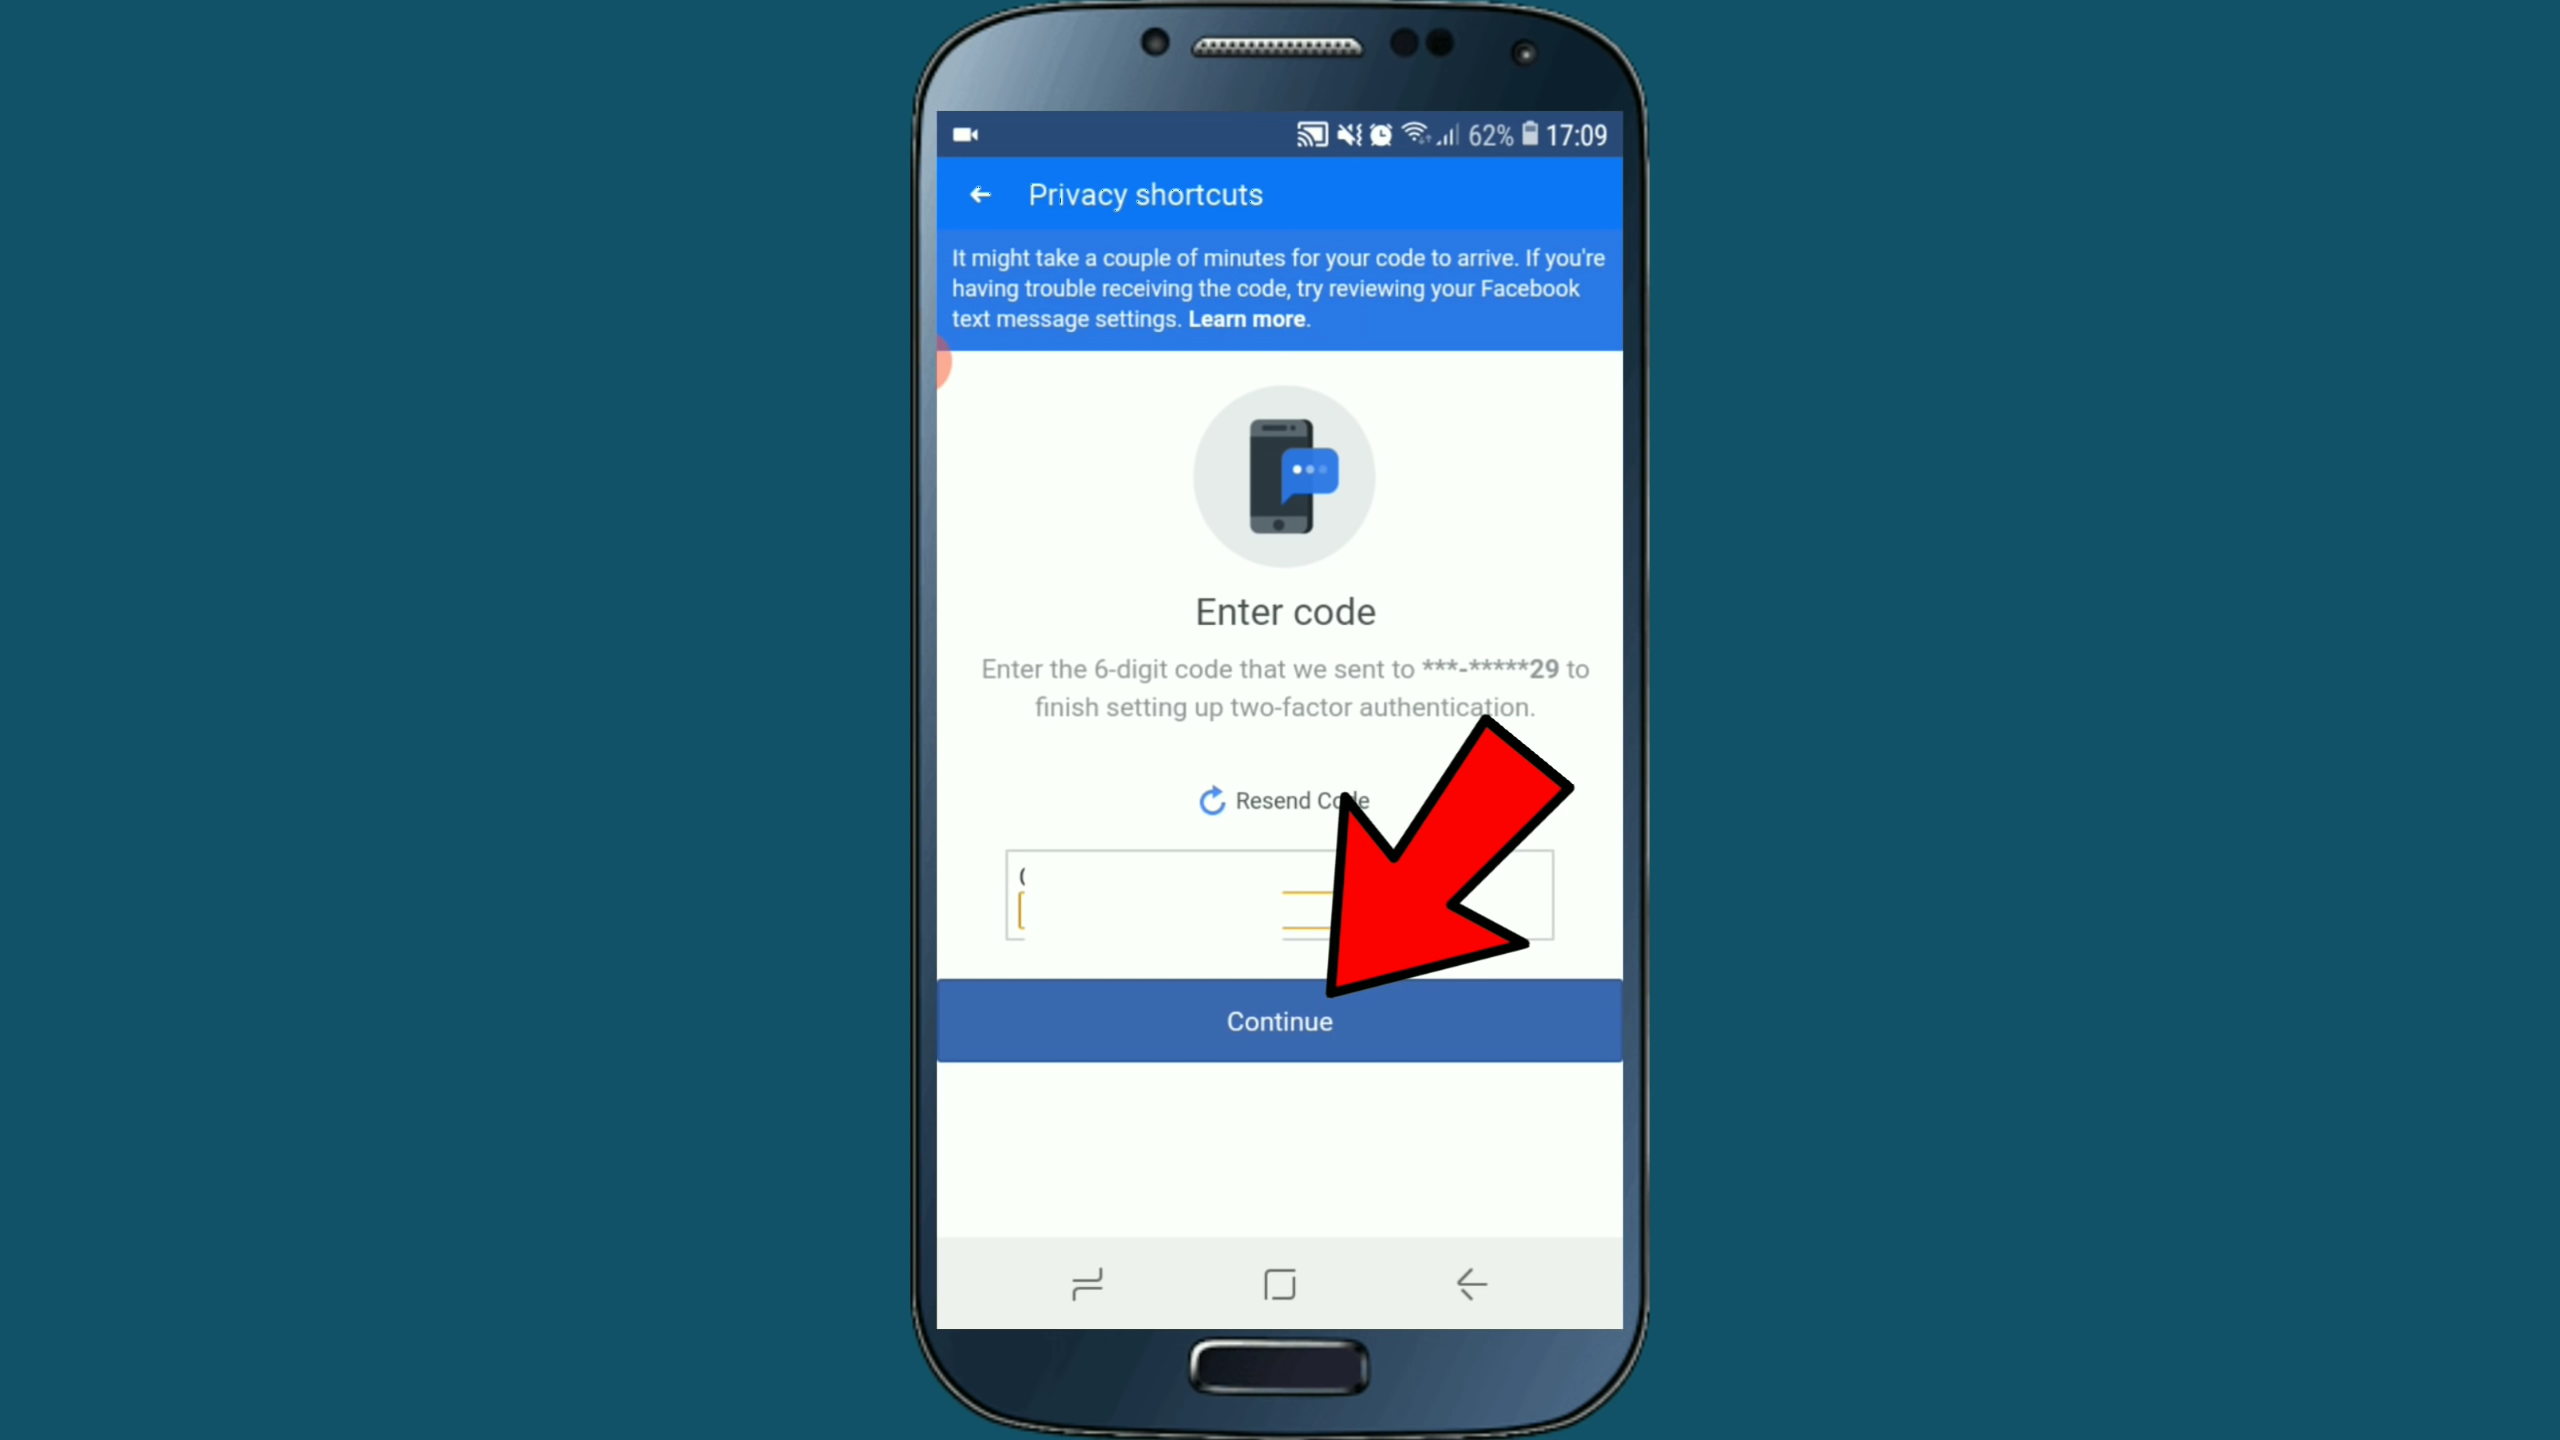 62% 17:09
Privacy shortcuts
It might take a couple of minutes for your code to arrive. If you're
having trouble receiving the code, try reviewing your Facebook
text message settings. Learn more.
Enter code
Enter the 6-digit code that we sent to ***-*****29 to
finish setting up two-factor authentication.
Resend Code
Continue